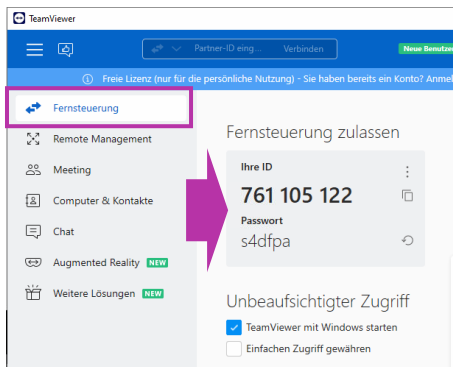 TeamViewer
Partner-ID eing... Verbinden
Neue Benutze
Freie Lizenz (nur für die persönliche Nutzung) - Sie haben bereits ein Konto? Anmel
Fernsteuerung
Remote Management
Meeting
Computer & Kontakte
Chat
Augmented Reality NEW
Weitere Lösungen NEW
Fernsteuerung zulassen
Ihre ID
761 105 122
Passwort
s4dfpa
Unbeaufsichtigter Zugriff
TeamViewer mit Windows starten
Einfachen Zugriff gewähren